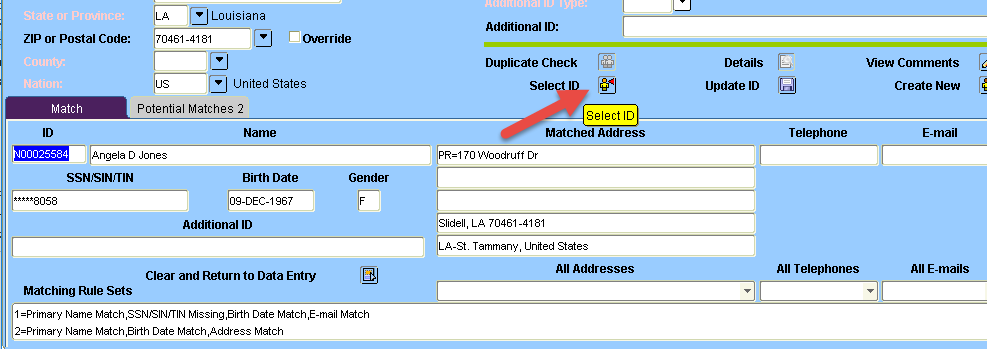 Additional ID Type:
State or Province: LA Louisiana
Additional ID:
ZIP or Postal Code: 70461-4181 Override
County:
Duplicate Check Details View Comments
Nation: US United States
Select ID Update ID Create New
Match Potential Matches 2
Select ID
ID Name Matched Address Telephone E-mail
N00025584 Angela D Jones PR=170 Woodruff Dr
SSN/SIN/TIN Birth Date Gender
*****8058 09-DEC-1967 F
Additional ID Slidell, LA 70461-4181
LA-St. Tammany, United States
Clear and Return to Data Entry All Addresses All Telephones All E-mails
Matching Rule Sets
1=Primary Name Match,SSN/SIN/TIN Missing,Birth Date Match,E-mail Match
2=Primary Name Match,Birth Date Match,Address Match